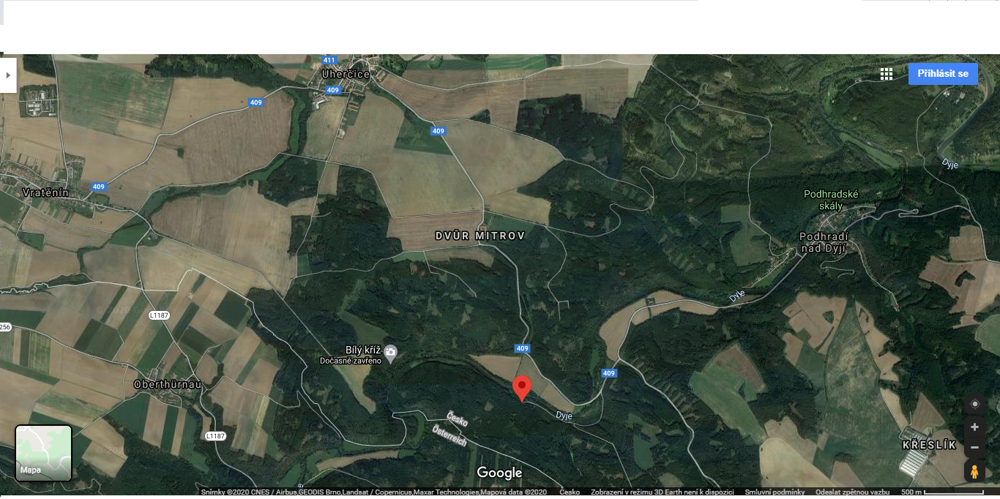 411
Uherčice
Přihlásit se
409
409
409
Dyje
409
Vratěnín
Podhradské
skály
DVŮR MITROV
Podhradí
nad Dyjí
Dyje
L1187
256
Bílý kříž
Dočasně zavřeno
409
409
Oberthürnau
Dyje
Česko
Österreich
L1187
KŘESLÍK
Mapa
Google
Snímky ©2020 CNES / Airbus,GEODIS Brno,Landsat / Copernicus,Maxar Technologies,Mapová data ©2020 Česko Zobrazení v režimu 3D Earth není k dispozici Smluvní podmínky Odeslat zpětnou vazbu 500 m